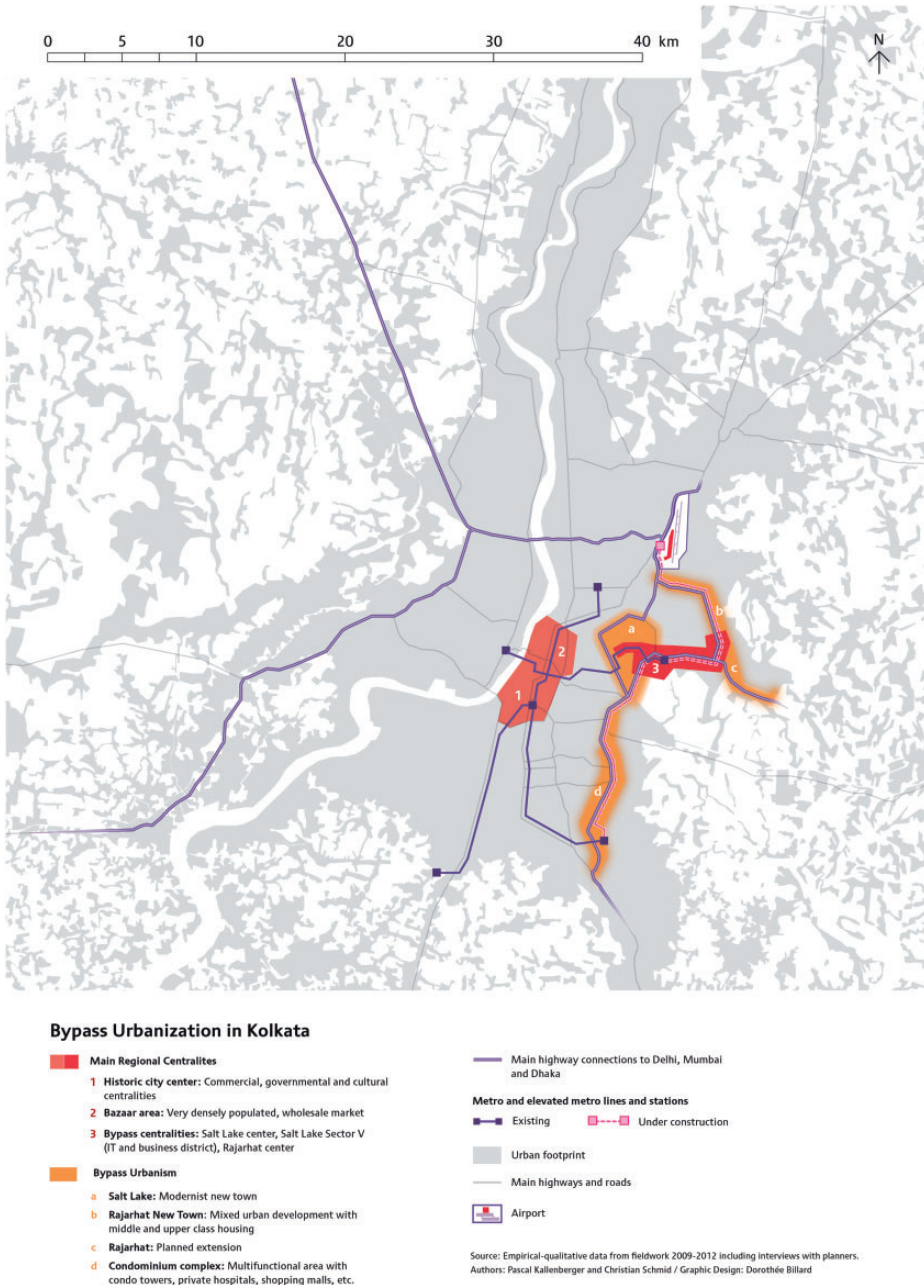 0 5 10 20 30 40 km
N
a
b
2
3
c
1
d
Bypass Urbanization in Kolkata
Main Regional Centralites
1 Historic city center: Commercial, governmental and cultural
centralities
2 Bazaar area: Very densely populated, wholesale market
3 Bypass centralities: Salt Lake center, Salt Lake Sector V
(IT and business district), Rajarhat center
Bypass Urbanism
a Salt Lake: Modernist new town
b Rajarhat New Town: Mixed urban development with
middle and upper class housing
c Rajarhat: Planned extension
d Condominium complex: Multifunctional area with
condo towers, private hospitals, shopping malls, etc.
Main highway connections to Delhi, Mumbai
and Dhaka
Metro and elevated metro lines and stations
Existing Under construction
Urban footprint
Main highways and roads
Airport
Source: Empirical-qualitative data from fieldwork 2009-2012 including interviews with planners.
Authors: Pascal Kallenberger and Christian Schmid / Graphic Design: Dorothée Billard